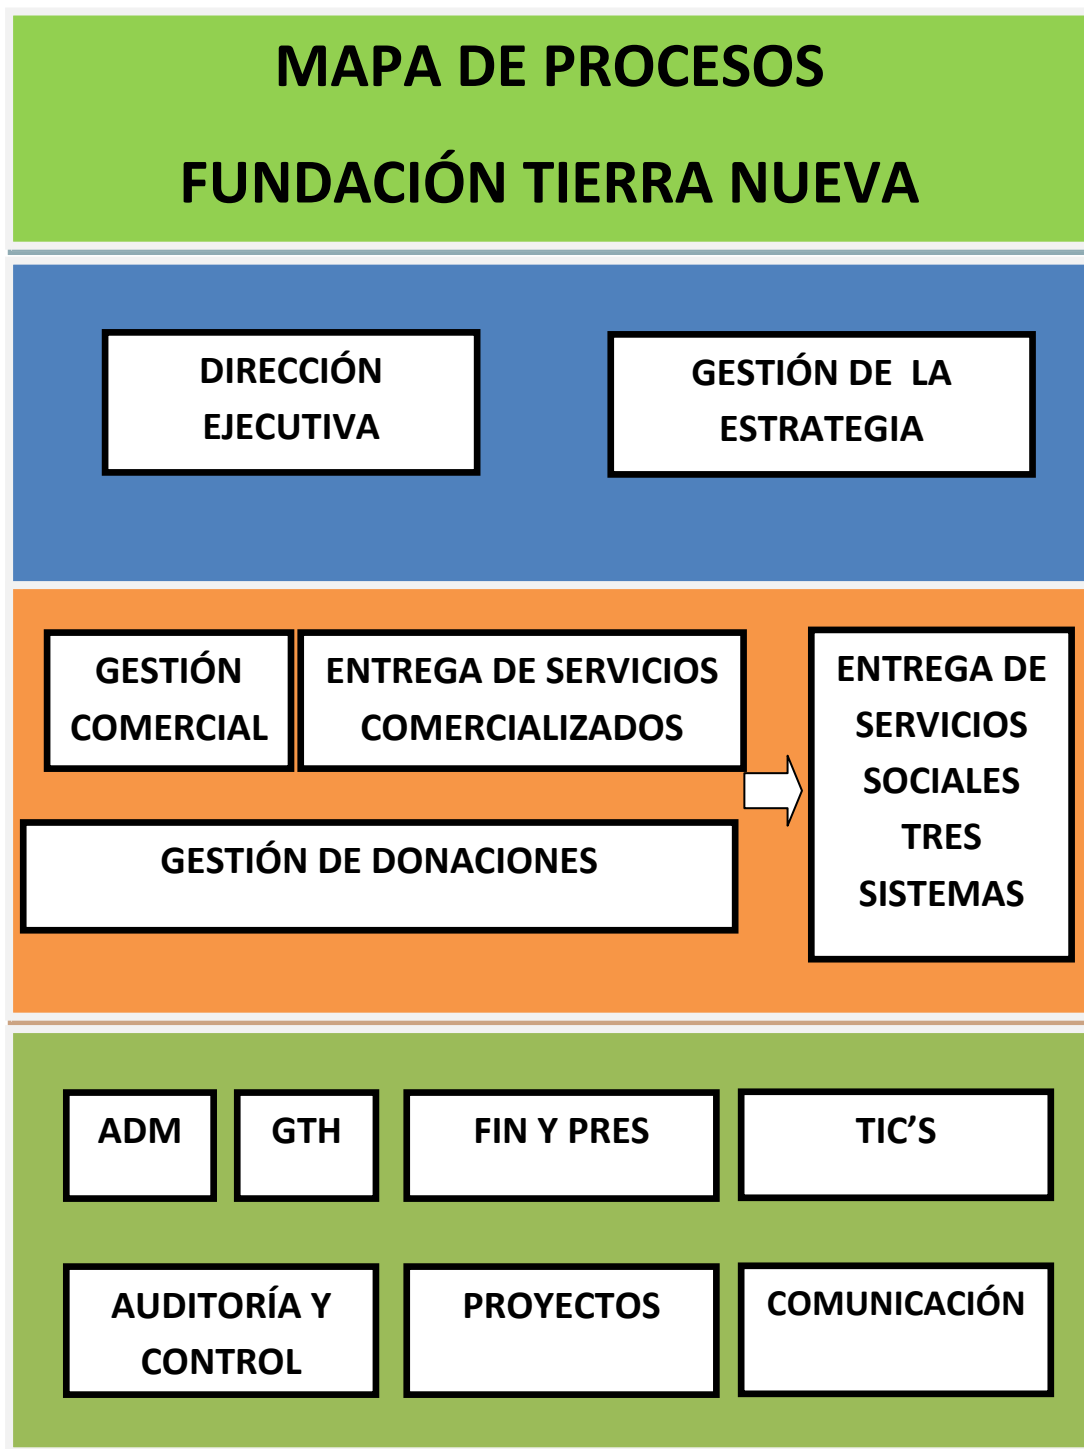 MAPA DE PROCESOS
FUNDACIÓN TIERRA NUEVA
DIRECCIÓN
EJECUTIVA
GESTIÓN DE LA
ESTRATEGIA
GESTIÓN
COMERCIAL
ENTREGA DE SERVICIOS
COMERCIALIZADOS
ENTREGA DE
SERVICIOS
SOCIALES
TRES
SISTEMAS
GESTIÓN DE DONACIONES
ADM
GTH
FIN Y PRES
TIC’S
AUDITORÍA Y
CONTROL
PROYECTOS
COMUNICACIÓN